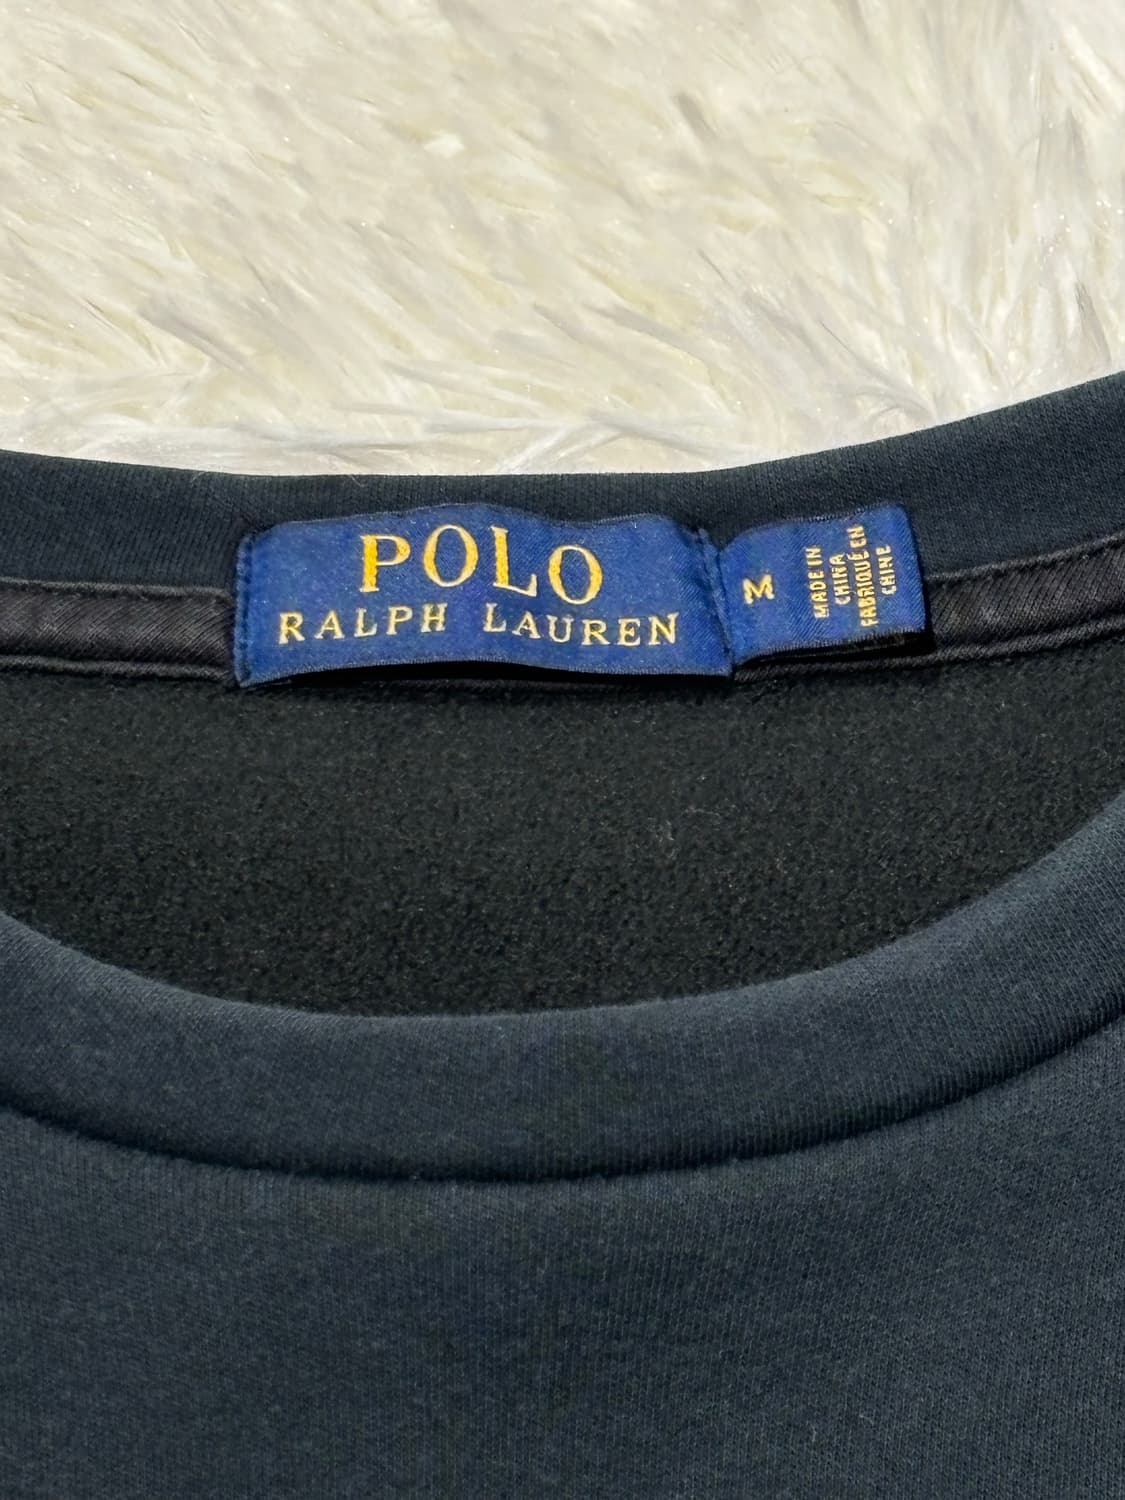 POLO
RALPH LAUREN
M
MADE IN
CHINA
FABRIQUÉ EN
CHINE